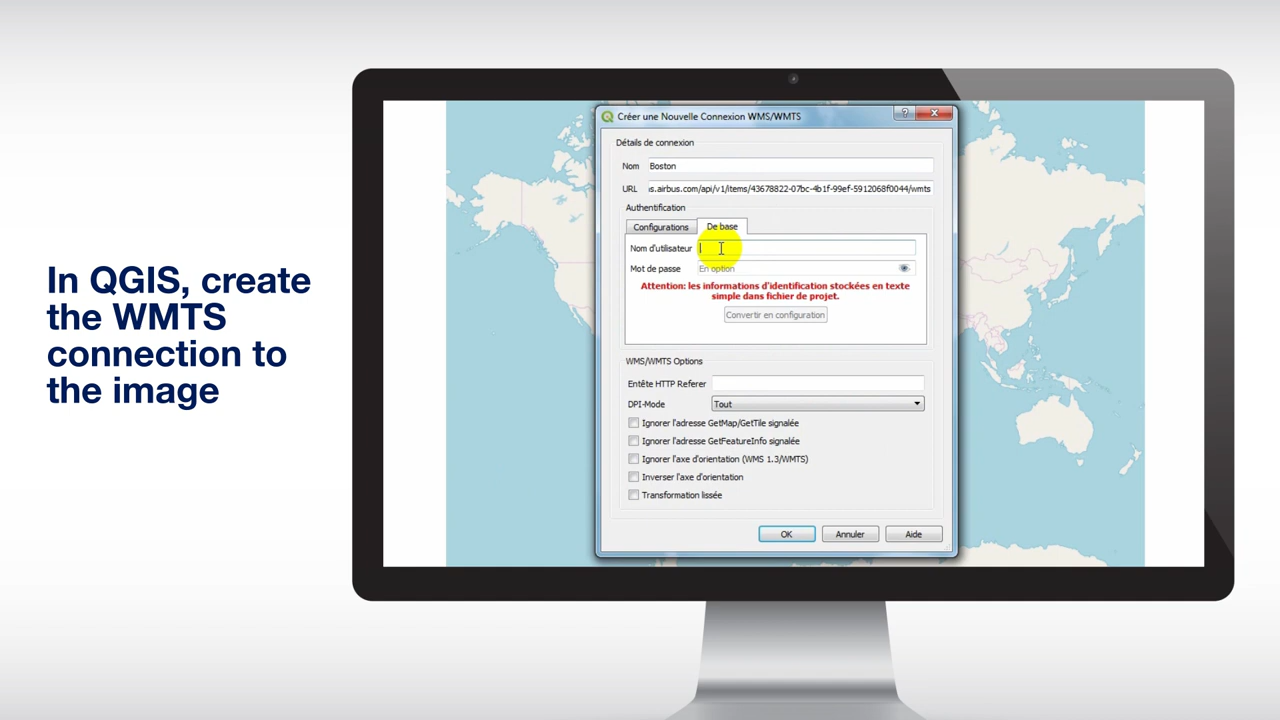 In QGIS, create
the WMTS
connection to
the image
Créer une Nouvelle Connexion WMS/WMTS
Détails de connexion
Nom Boston
URL is.airbus.com/api/v1/items/43678822-07bc-4b1f-99ef-5912068f0044/wmts
Authentification
Configurations De base
Nom d'utilisateur
Mot de passe En option
Attention: les informations d'identification stockées en texte
simple dans fichier de projet.
Convertir en configuration
WMS/WMTS Options
Entête HTTP Referer
DPI-Mode Tout
Ignorer l'adresse GetMap/GetTile signalée
Ignorer l'adresse GetFeatureInfo signalée
Ignorer l'axe d'orientation (WMS 1.3/WMTS)
Inverser l'axe d'orientation
Transformation lissée
OK Annuler Aide